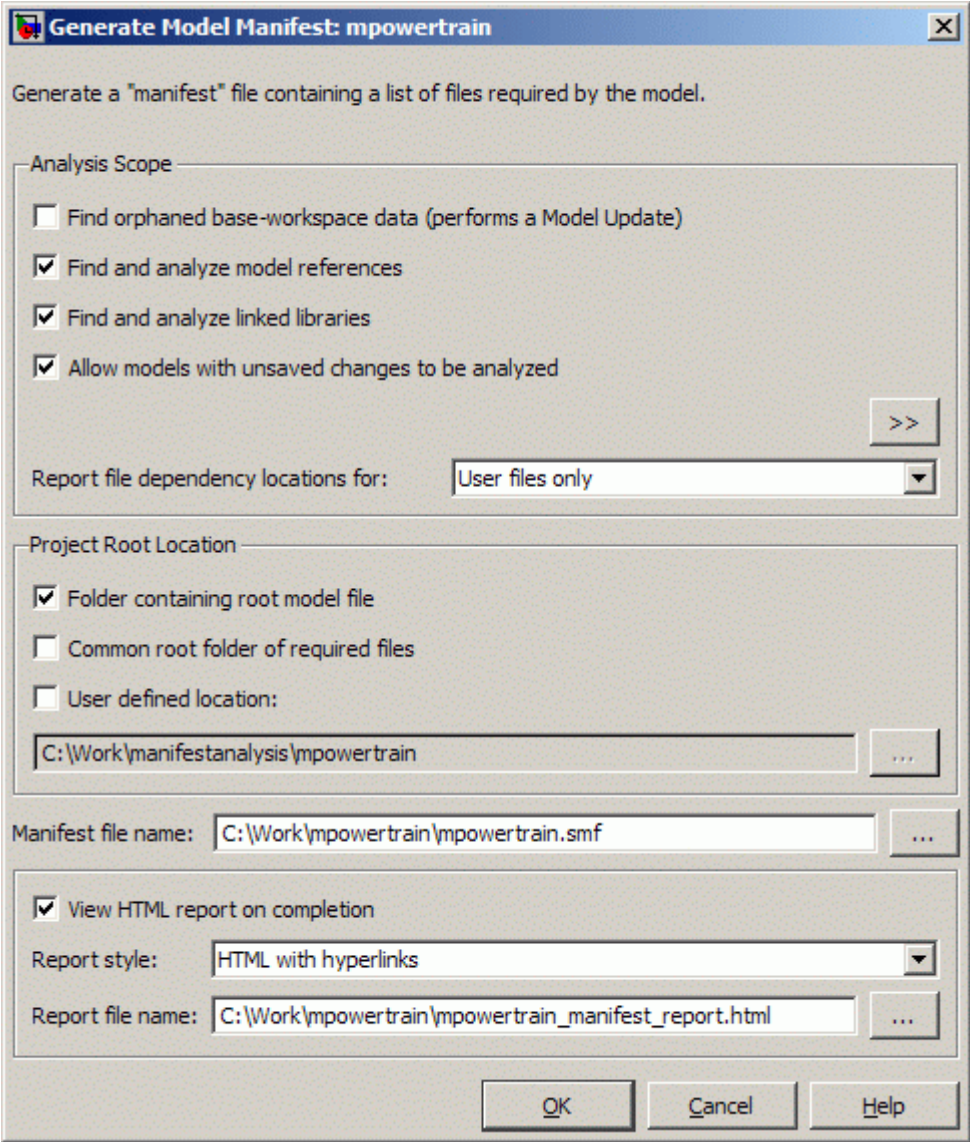 Generate Model Manifest: mpowertrain
Generate a "manifest" file containing a list of files required by the model.
Analysis Scope
Find orphaned base-workspace data (performs a Model Update)
Find and analyze model references
Find and analyze linked libraries
Allow models with unsaved changes to be analyzed
>>
Report file dependency locations for: User files only
Project Root Location
Folder containing root model file
Common root folder of required files
User defined location:
C:\Work\manifestanalysis\mpowertrain ...
Manifest file name: C:\Work\mpowertrain\mpowertrain.smf ...
View HTML report on completion
Report style: HTML with hyperlinks
Report file name: C:\Work\mpowertrain\mpowertrain_manifest_report.html ...
OK Cancel Help